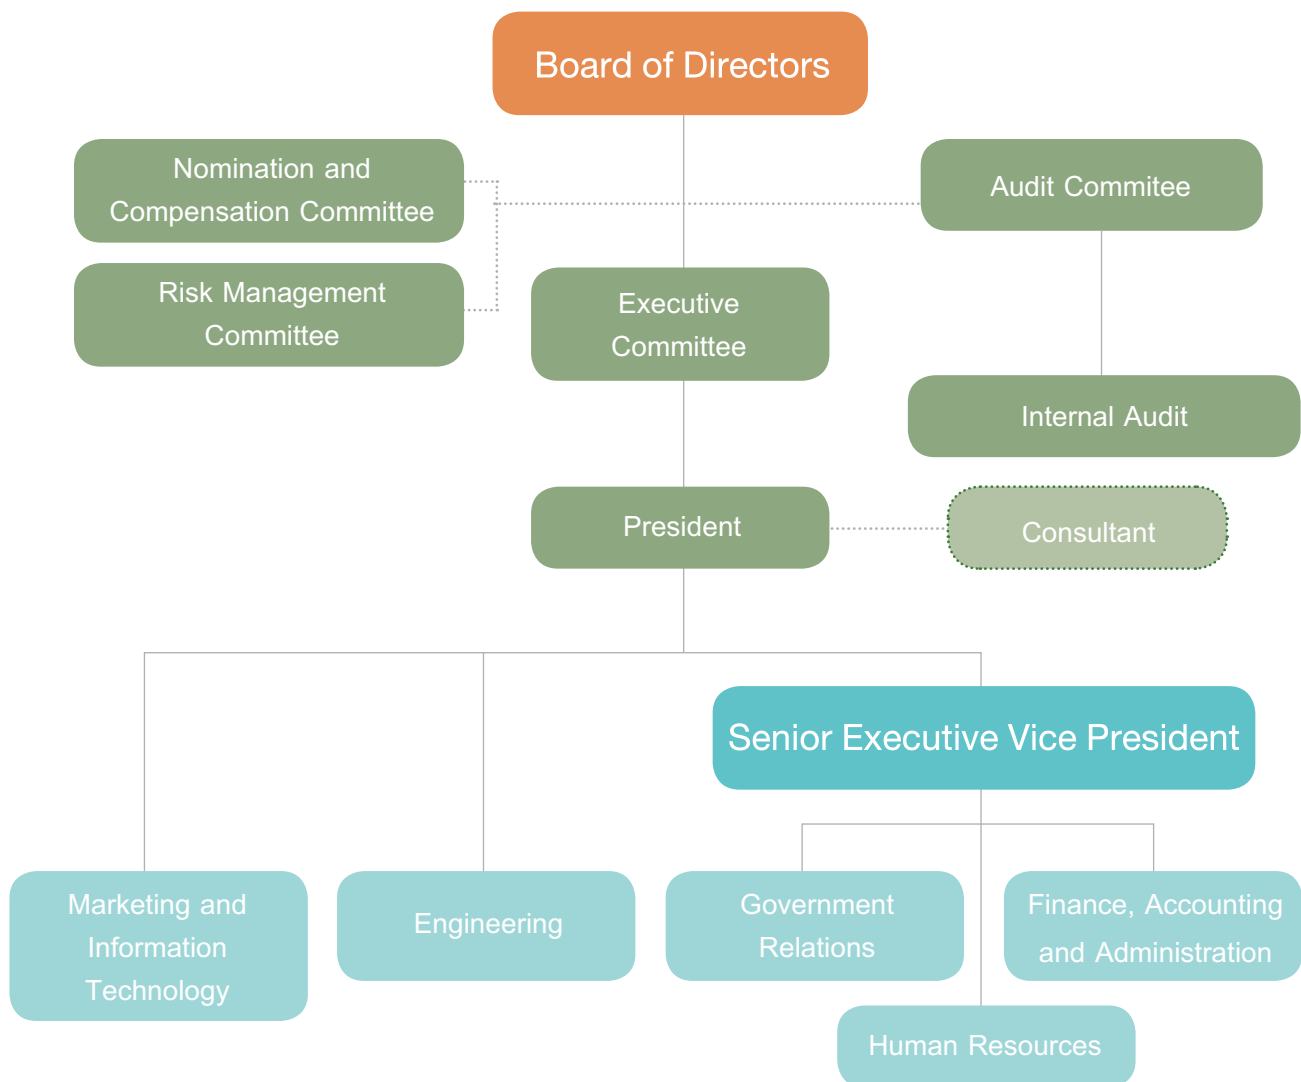 Board of Directors
Nomination and
Compensation Committee
Audit Commitee
Risk Management
Committee
Executive
Committee
Internal Audit
President
Consultant
Senior Executive Vice President
Marketing and
Information
Technology
Engineering
Government
Relations
Finance, Accounting
and Administration
Human Resources